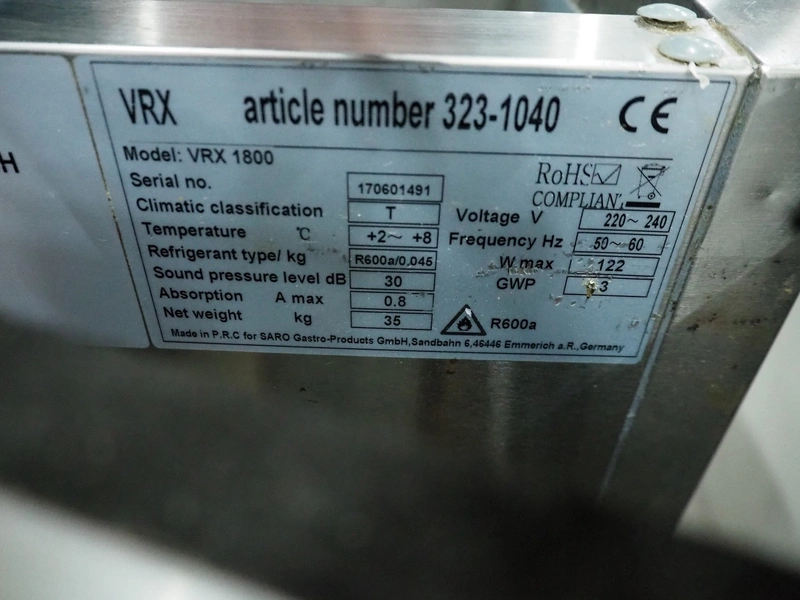 H
VRX article number 323-1040 CE
Model: VRX 1800
Serial no. 170601491
Climatic classification T
Temperature ℃ +2～ +8
Refrigerant type/ kg R600a/0,045
Sound pressure level dB 30
Absorption A max 0.8
Net weight kg 35
RoHS
COMPLIANT
Voltage V 220～ 240
Frequency Hz 50～ 60
W max 122
GWP 3
R600a
Made in P.R.C for SARO Gastro-Products GmbH,Sandbahn 6,46446 Emmerich a.R.,Germany